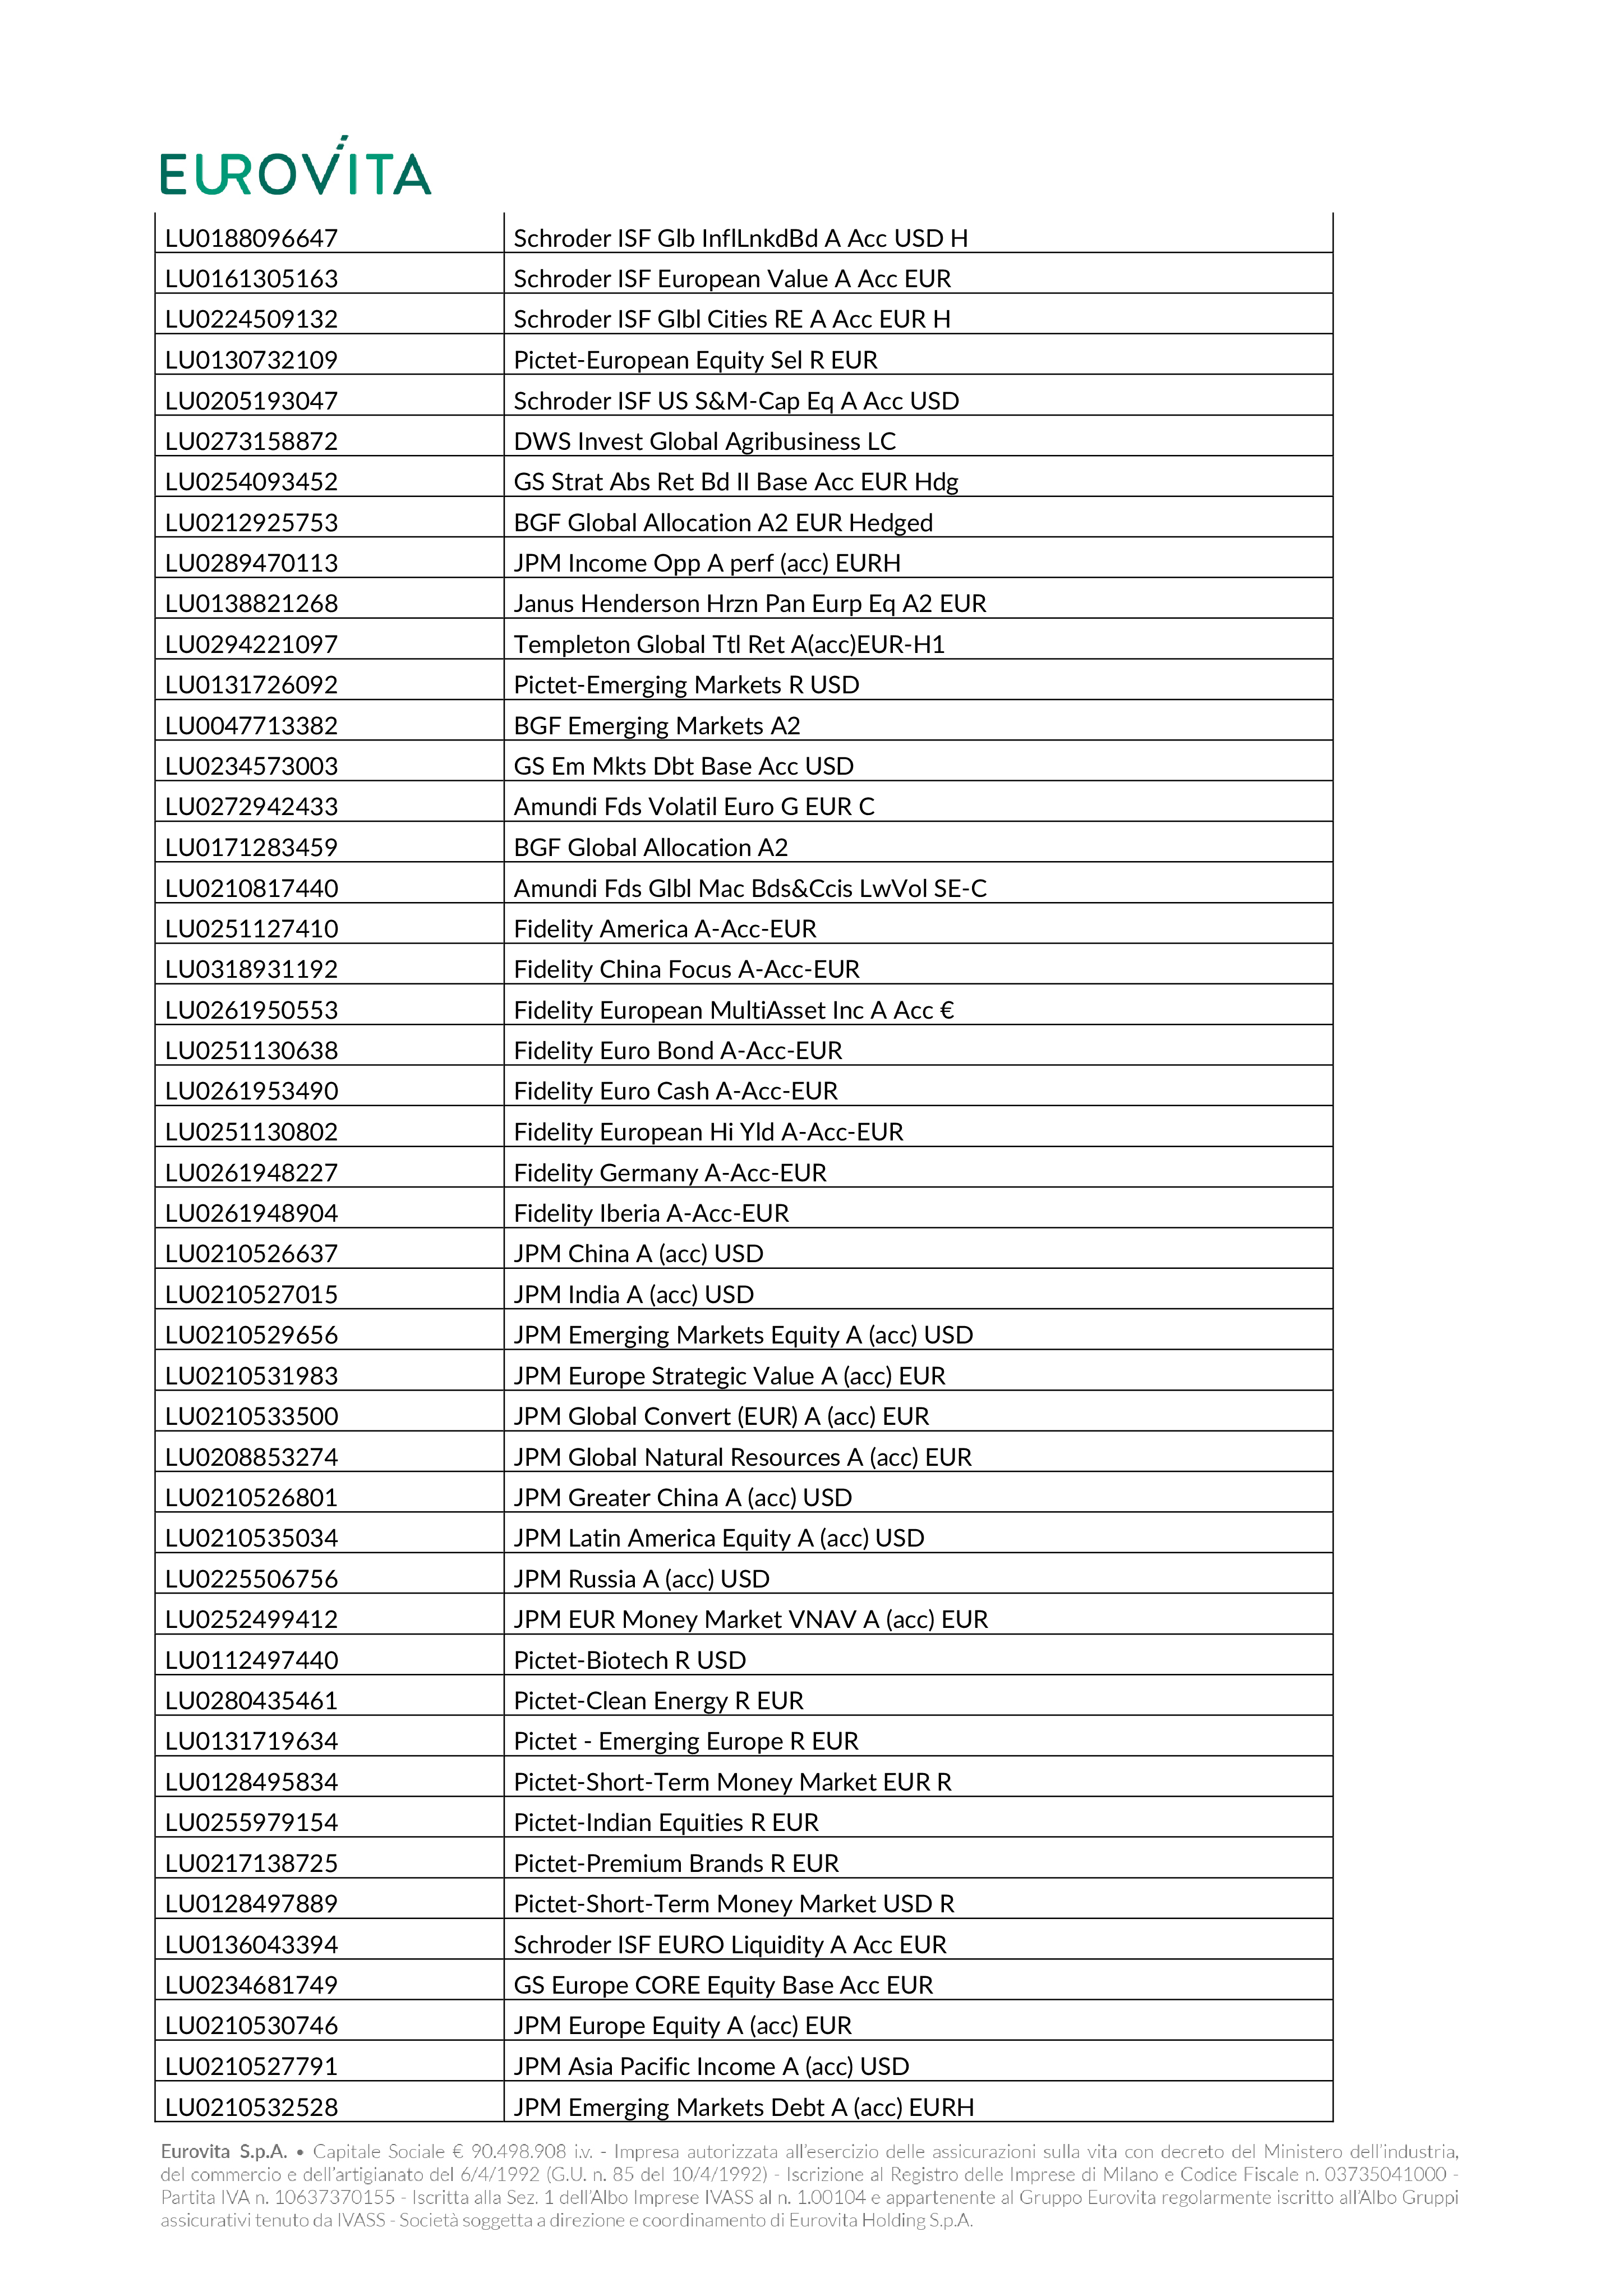 EUROVITA
LU0188096647 Schroder ISF Glb InflLnkdBd A Acc USD H
LU0161305163 Schroder ISF European Value A Acc EUR
LU0224509132 Schroder ISF Glbl Cities RE A Acc EUR H
LU0130732109 Pictet-European Equity Sel R EUR
LU0205193047 Schroder ISF US S&M-Cap Eq A Acc USD
LU0273158872 DWS Invest Global Agribusiness LC
LU0254093452 GS Strat Abs Ret Bd II Base Acc EUR Hdg
LU0212925753 BGF Global Allocation A2 EUR Hedged
LU0289470113 JPM Income Opp A perf (acc) EURH
LU0138821268 Janus Henderson Hrzn Pan Eurp Eq A2 EUR
LU0294221097 Templeton Global Ttl Ret A(acc)EUR-H1
LU0131726092 Pictet-Emerging Markets R USD
LU0047713382 BGF Emerging Markets A2
LU0234573003 GS Em Mkts Dbt Base Acc USD
LU0272942433 Amundi Fds Volatil Euro G EUR C
LU0171283459 BGF Global Allocation A2
LU0210817440 Amundi Fds Glbl Mac Bds&Ccis LwVol SE-C
LU0251127410 Fidelity America A-Acc-EUR
LU0318931192 Fidelity China Focus A-Acc-EUR
LU0261950553 Fidelity European MultiAsset Inc A Acc €
LU0251130638 Fidelity Euro Bond A-Acc-EUR
LU0261953490 Fidelity Euro Cash A-Acc-EUR
LU0251130802 Fidelity European Hi Yld A-Acc-EUR
LU0261948227 Fidelity Germany A-Acc-EUR
LU0261948904 Fidelity Iberia A-Acc-EUR
LU0210526637 JPM China A (acc) USD
LU0210527015 JPM India A (acc) USD
LU0210529656 JPM Emerging Markets Equity A (acc) USD
LU0210531983 JPM Europe Strategic Value A (acc) EUR
LU0210533500 JPM Global Convert (EUR) A (acc) EUR
LU0208853274 JPM Global Natural Resources A (acc) EUR
LU0210526801 JPM Greater China A (acc) USD
LU0210535034 JPM Latin America Equity A (acc) USD
LU0225506756 JPM Russia A (acc) USD
LU0252499412 JPM EUR Money Market VNAV A (acc) EUR
LU0112497440 Pictet-Biotech R USD
LU0280435461 Pictet-Clean Energy R EUR
LU0131719634 Pictet - Emerging Europe R EUR
LU0128495834 Pictet-Short-Term Money Market EUR R
LU0255979154 Pictet-Indian Equities R EUR
LU0217138725 Pictet-Premium Brands R EUR
LU0128497889 Pictet-Short-Term Money Market USD R
LU0136043394 Schroder ISF EURO Liquidity A Acc EUR
LU0234681749 GS Europe CORE Equity Base Acc EUR
LU0210530746 JPM Europe Equity A (acc) EUR
LU0210527791 JPM Asia Pacific Income A (acc) USD
LU0210532528 JPM Emerging Markets Debt A (acc) EURH
Eurovita S.p.A. • Capitale Sociale € 90.498.908 i.v. - Impresa autorizzata all'esercizio delle assicurazioni sulla vita con decreto del Ministero dell'industria,
del commercio e dell'artigianato del 6/4/1992 (G.U. n. 85 del 10/4/1992) - Iscrizione al Registro delle Imprese di Milano e Codice Fiscale n. 03735041000 -
Partita IVA n. 10637370155 - Iscritta alla Sez. 1 dell'Albo Imprese IVASS al n. 1.00104 e appartenente al Gruppo Eurovita regolarmente iscritto all'Albo Gruppi
assicurativi tenuto da IVASS - Società soggetta a direzione e coordinamento di Eurovita Holding S.p.A.